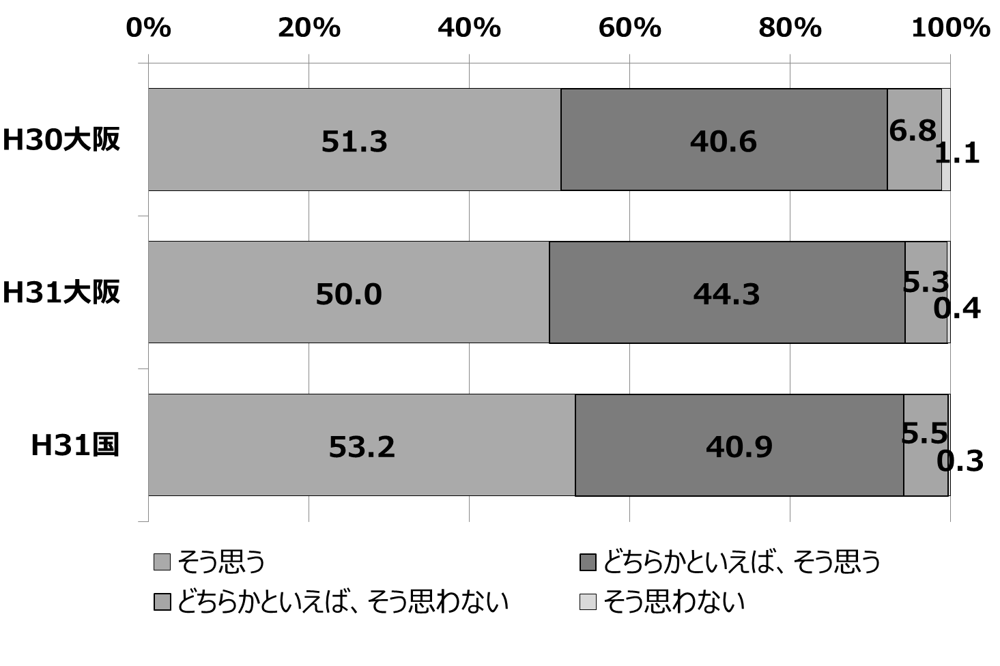 0% 20% 40% 60% 80% 100%
H30大阪 51.3 40.6 6.8 1.1
H31大阪 50.0 44.3 5.3 0.4
H31国 53.2 40.9 5.5 0.3
そう思う どちらかといえば、そう思う
どちらかといえば、そう思わない そう思わない